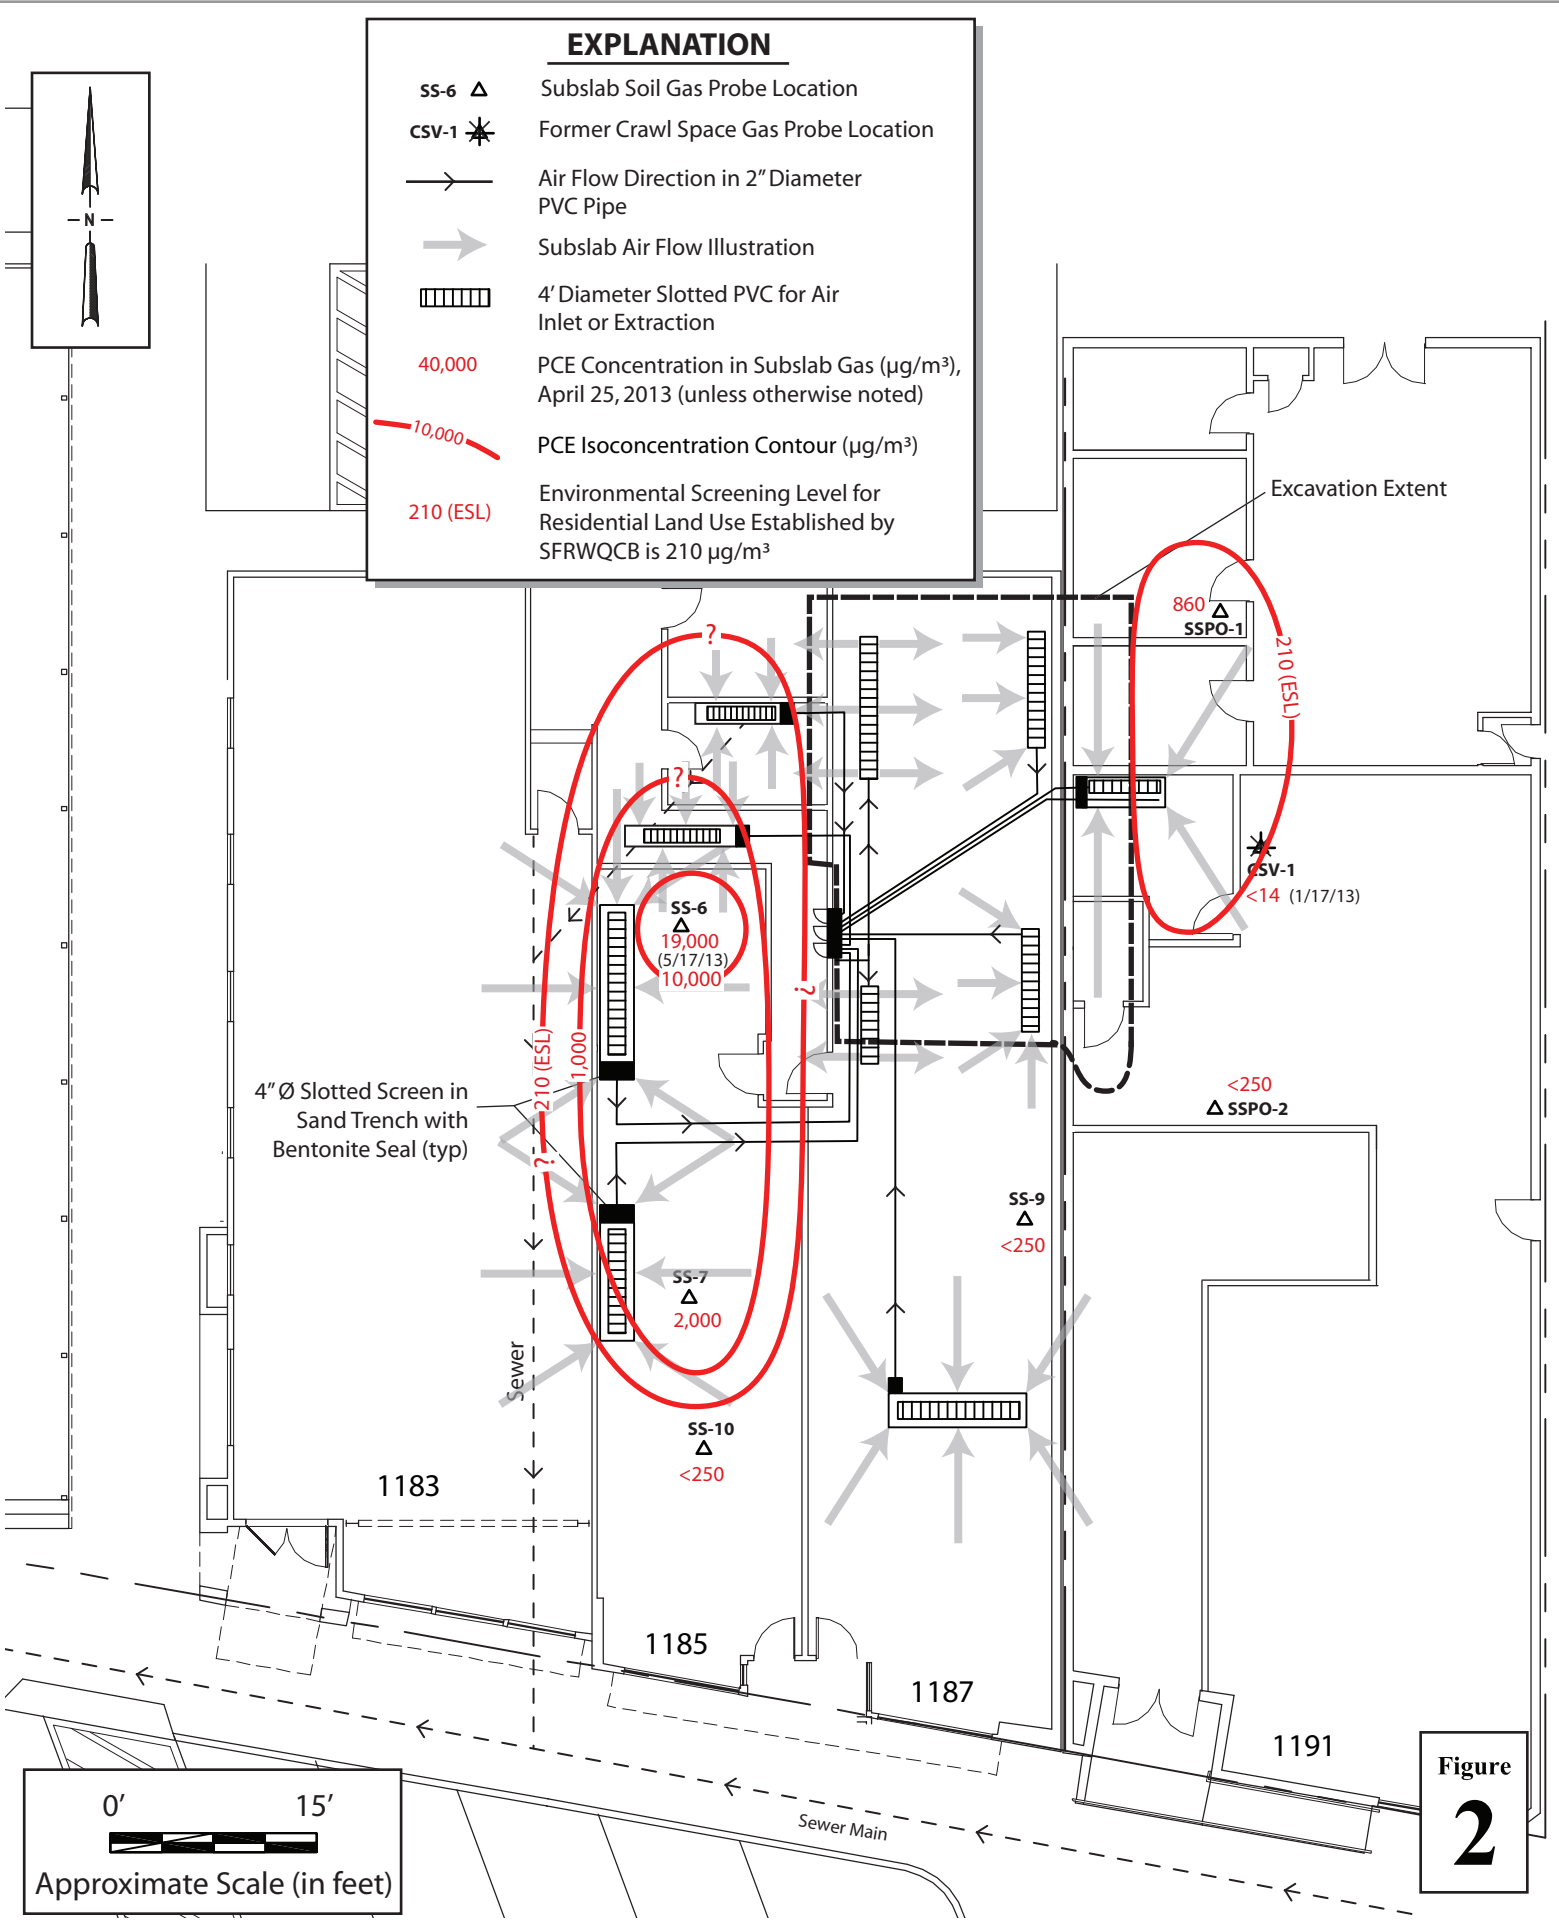 EXPLANATION
SS-6 Subslab Soil Gas Probe Location
CSV-1 Former Crawl Space Gas Probe Location
Air Flow Direction in 2" Diameter
PVC Pipe
Subslab Air Flow Illustration
4' Diameter Slotted PVC for Air
Inlet or Extraction
40,000 PCE Concentration in Subslab Gas (µg/m³),
April 25, 2013 (unless otherwise noted)
10,000 PCE Isoconcentration Contour (µg/m³)
210 (ESL) Environmental Screening Level for
Residential Land Use Established by
SFRWQCB is 210 µg/m³
N
Excavation Extent
860
SSPO-1
210 (ESL)
?
?
CSV-1
<14 (1/17/13)
SS-6
19,000
(5/17/13)
10,000
?
210 (ESL)
1,000
?
4" Ø Slotted Screen in
Sand Trench with
Bentonite Seal (typ)
<250
SSPO-2
SS-9
<250
SS-7
2,000
Sewer
SS-10
<250
1183
1185
1187
1191
Sewer Main
0' 15'
Approximate Scale (in feet)
Figure
2